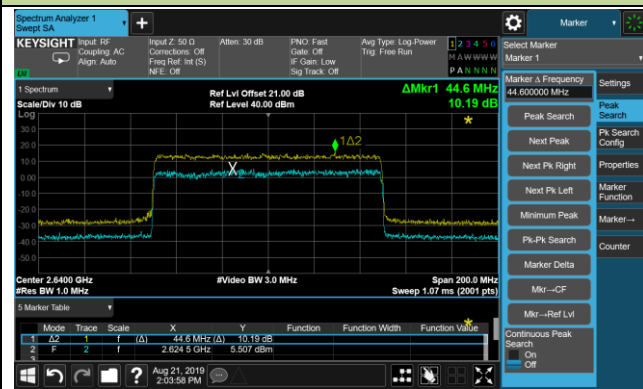 Spectrum Analyzer 1
Swept SA
+
Marker
KEYSIGHT
Input: RF
Coupling: AC
Align: Auto
Input Z: 50 Ω
Corrections: Off
Freq Ref: Int (S)
NFE: Off
Atten: 30 dB
PNO: Fast
Gate: Off
IF Gain: Low
Sig Track: Off
Avg Type: Log-Power
Trig: Free Run
1 2 3 4 5 6
M A W W W W
P A N N N N
LXI
Select Marker
Marker 1
1 Spectrum
Scale/Div 10 dB
Log
Ref Lvl Offset 21.00 dB
Ref Level 40.00 dBm
ΔMkr1 44.6 MHz
10.19 dB
30.0
20.0
10.0
0.00
-10.0
-20.0
-30.0
-40.0
-50.0
1Δ2
X
Center 2.6400 GHz
#Res BW 1.0 MHz
#Video BW 3.0 MHz
Span 200.0 MHz
Sweep 1.07 ms (2001 pts)
5 Marker Table
Mode Trace Scale X Y Function Function Width Function Value
1 Δ2 1 f (Δ) 44.6 MHz (Δ) 10.19 dB
2 F 2 f 2.624 5 GHz 5.507 dBm
3
Marker Δ Frequency
44.600000 MHz
Peak Search
Next Peak
Next Pk Right
Next Pk Left
Minimum Peak
Pk-Pk Search
Marker Delta
Mkr→CF
Mkr→Ref Lvl
Continuous Peak
Search
On
Off
Settings
Peak
Search
Pk Search
Config
Properties
Marker
Function
Marker→
Counter
?
Aug 21, 2019
2:03:58 PM